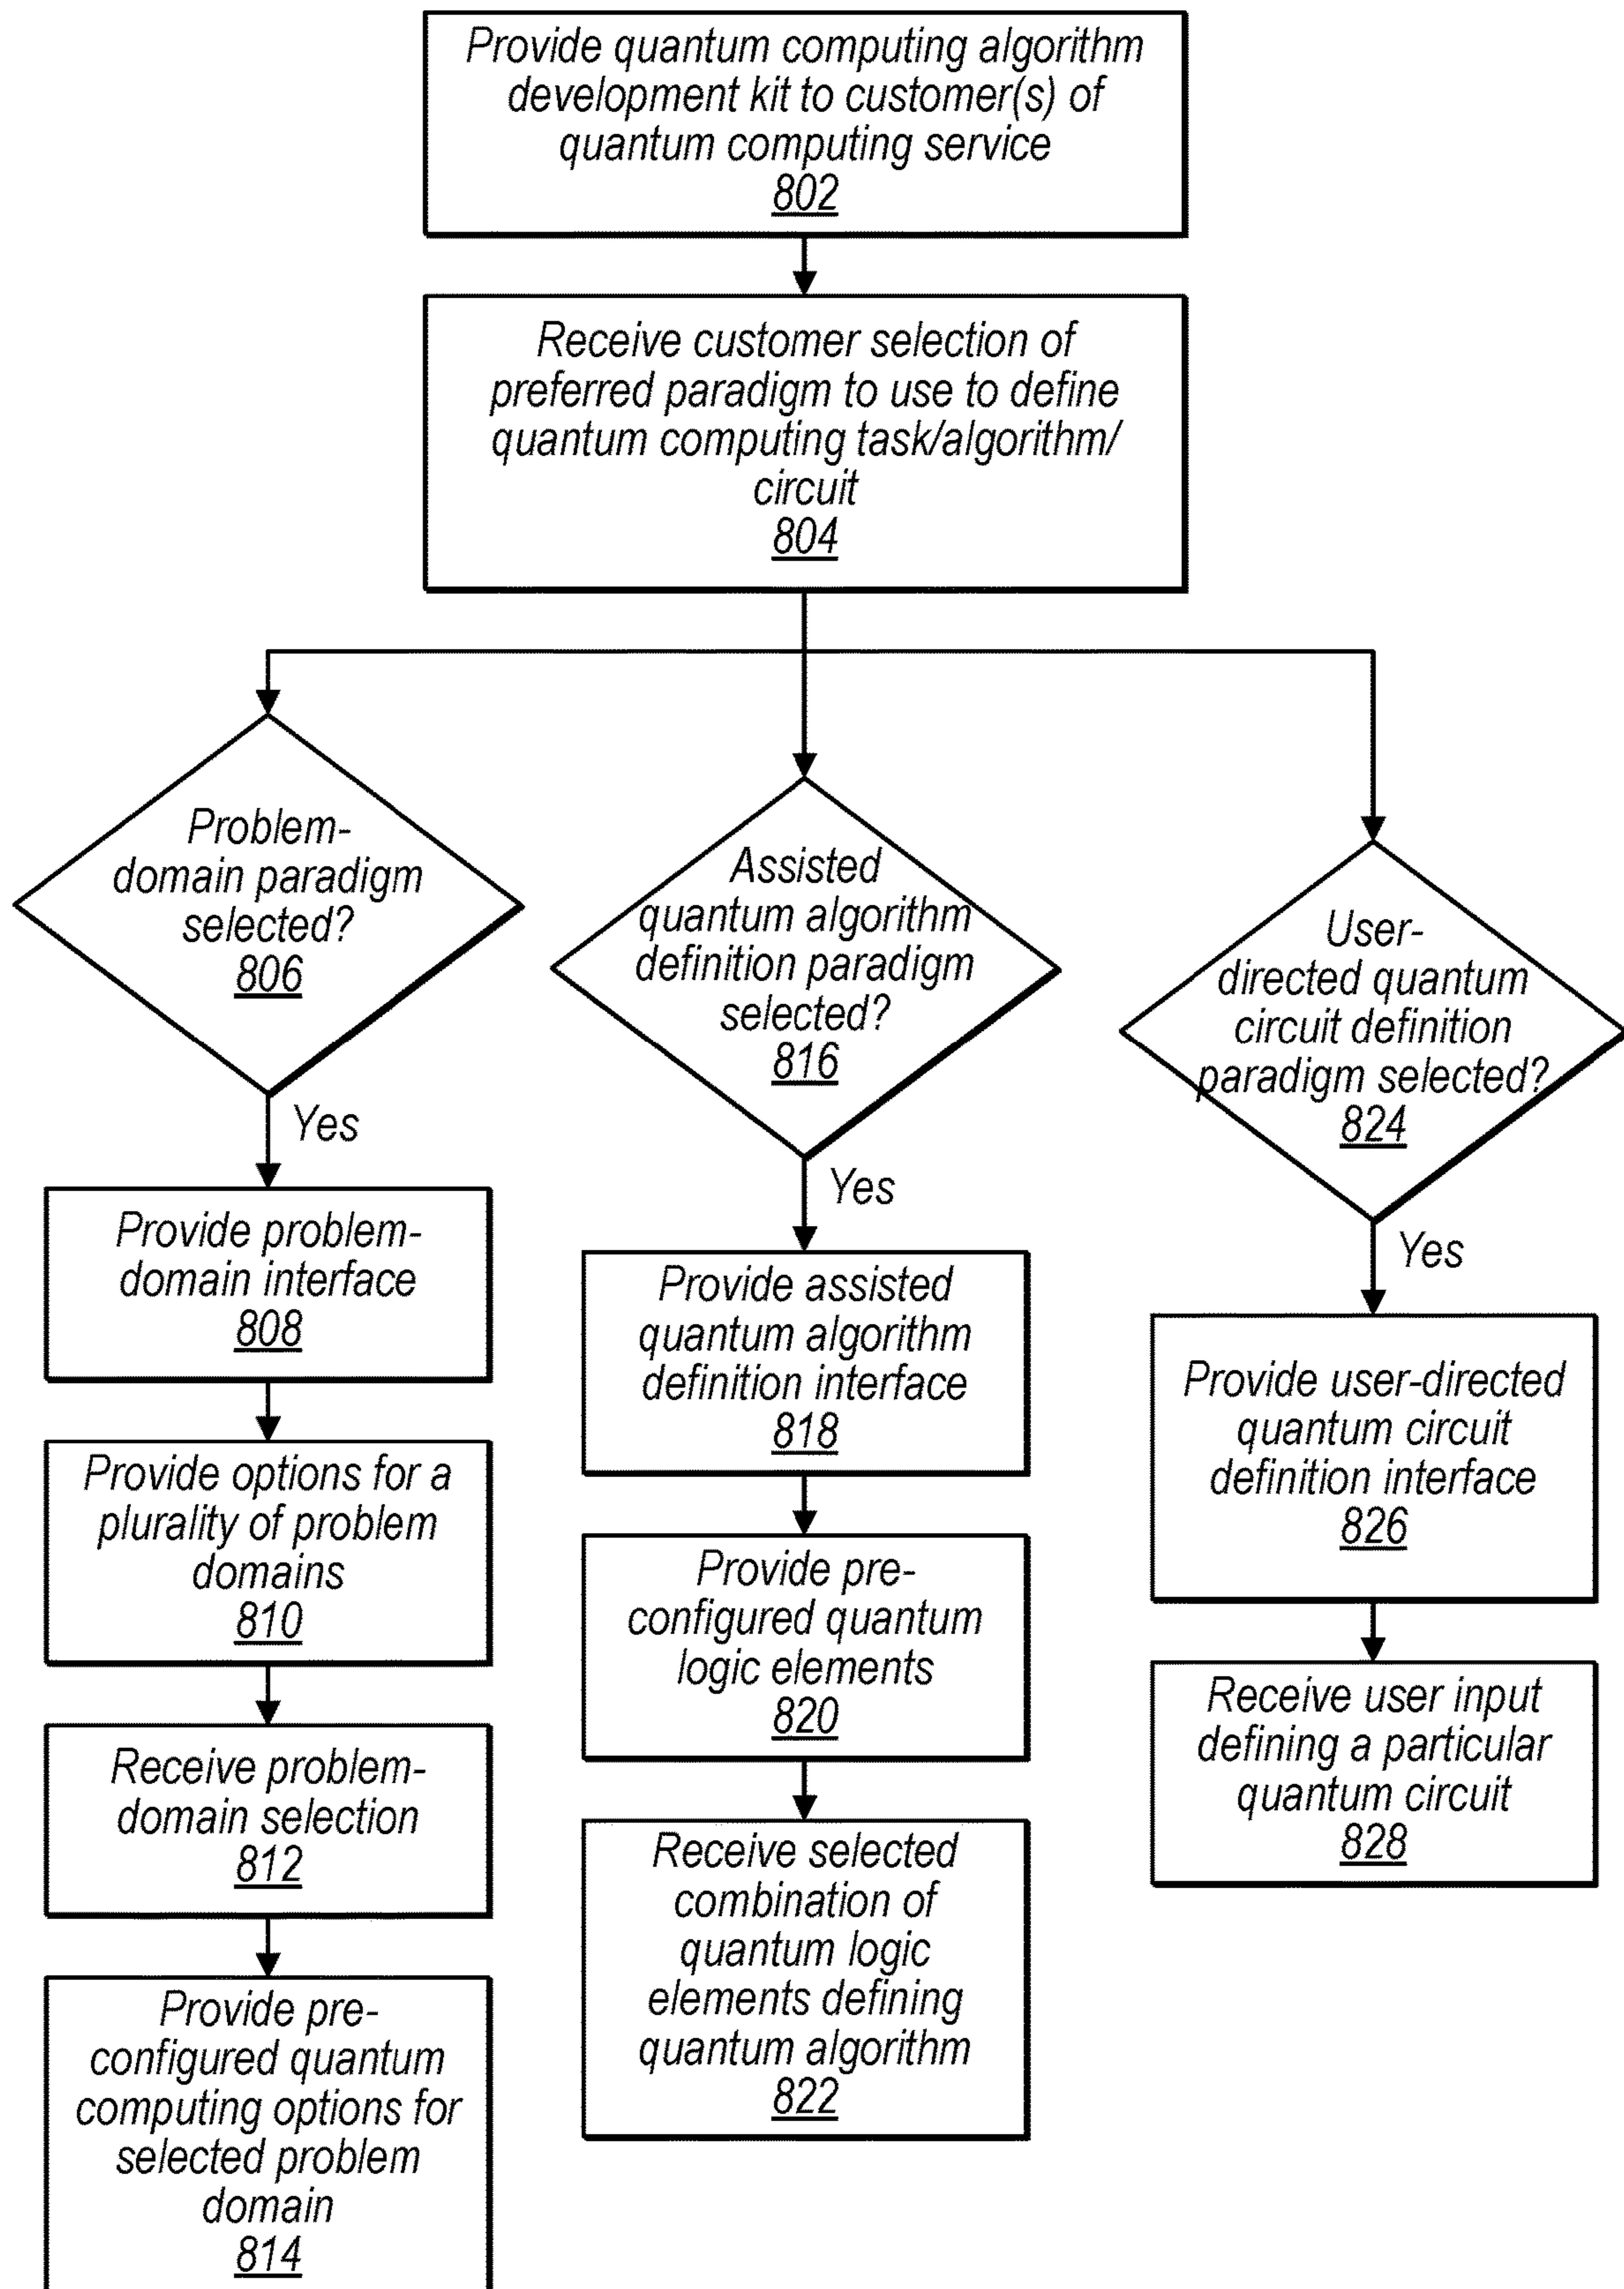 Provide quantum computing algorithm
development kit to customer(s) of
quantum computing service
802
Receive customer selection of
preferred paradigm to use to define
quantum computing task/algorithm/
circuit
804
Problem-
domain paradigm
selected?
806
Yes
Provide problem-
domain interface
808
Provide options for a
plurality of problem
domains
810
Receive problem-
domain selection
812
Provide pre-
configured quantum
computing options for
selected problem
domain
814
Assisted
quantum algorithm
definition paradigm
selected?
816
Yes
Provide assisted
quantum algorithm
definition interface
818
Provide pre-
configured quantum
logic elements
820
Receive selected
combination of
quantum logic
elements defining
quantum algorithm
822
User-
directed quantum
circuit definition
paradigm selected?
824
Yes
Provide user-directed
quantum circuit
definition interface
826
Receive user input
defining a particular
quantum circuit
828